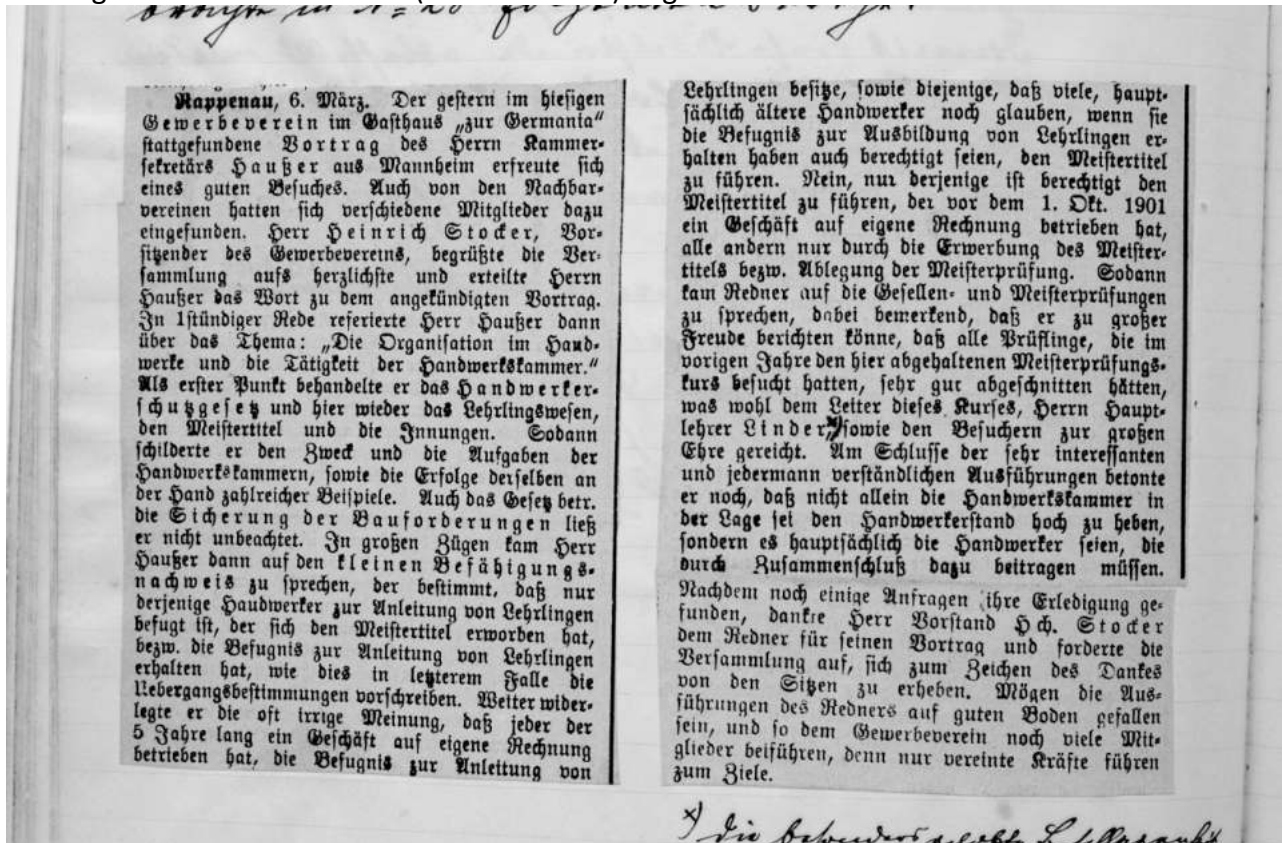 Rappenau, 6. März. Der gestern im hiesigen
Gewerbeverein im Gasthaus „zur Germania“
stattgefundene Vortrag des Herrn Kammer-
sekretärs Haußer aus Mannheim erfreute sich
eines guten Besuches. Auch von den Nachbar-
vereinen hatten sich verschiedene Mitglieder dazu
eingefunden. Herr Heinrich Stocker, Vor-
sitzender des Gewerbevereins, begrüßte die Ver-
sammlung aufs herzlichste und erteilte Herrn
Haußer das Wort zu dem angekündigten Vortrag.
In 1stündiger Rede referierte Herr Haußer dann
über das Thema: „Die Organisation im Haud-
werke und die Tätigkeit der Handwerkskammer.“
Als erster Punkt behandelte er das Handwerker-
schutzgesetz und hier wieder das Lehrlingswesen,
den Meistertitel und die Innungen. Sodann
schilderte er den Zweck und die Aufgaben der
Handwerkskammern, sowie die Erfolge derselben an
der Hand zahlreicher Beispiele. Auch das Gesetz betr.
die Sicherung der Bauforderungen ließ
er nicht unbeachtet. In großen Zügen kam Herr
Haußer dann auf den kleinen Befähigungs-
nachweis zu sprechen, der bestimmt, daß nur
derjenige Haudwerker zur Anleitung von Lehrlingen
befugt ist, der sich den Meistertitel erworben hat,
bezw. die Befugnis zur Anleitung von Lehrlingen
erhalten hat, wie dies in letzterem Falle die
Uebergangsbestimmungen vorschreiben. Weiter wider-
legte er die oft irrige Meinung, daß jeder der
5 Jahre lang ein Geschäft auf eigene Rechnung
betrieben hat, die Befugnis zur Anleitung von
Lehrlingen besitze, sowie diejenige, daß viele, haupt-
sächlich ältere Handwerker noch glauben, wenn sie
die Befugnis zur Ausbildung von Lehrlingen er-
halten haben auch berechtigt seien, den Meistertitel
zu führen. Nein, nur derjenige ist berechtigt den
Meistertitel zu führen, der vor dem 1. Okt. 1901
ein Geschäft auf eigene Rechnung betrieben hat,
alle andern nur durch die Erwerbung des Meister-
titels bezw. Ablegung der Meisterprüfung. Sodann
kam Redner auf die Gesellen- und Meisterprüfungen
zu sprechen, dabei bemerkend, daß er zu großer
Freude berichten könne, daß alle Prüflinge, die im
vorigen Jahre den hier abgehaltenen Meisterprüfungs-
kurs besucht hatten, sehr gut abgeschnitten hätten,
was wohl dem Leiter dieses Kurses, Herrn Haupt-
lehrer Linder, x) sowie den Besuchern zur großen
Ehre gereicht. Am Schlusse der sehr interessanten
und jedermann verständlichen Ausführungen betonte
er noch, daß nicht allein die Handwerkskammer in
der Lage sei den Handwerkerstand hoch zu heben,
sondern es hauptsächlich die Handwerker seien, die
durch Zusammenschluß dazu beitragen müssen.
Nachdem noch einige Anfragen ihre Erledigung ge-
funden, dankte Herr Vorstand Hch. Stocker
dem Redner für seinen Vortrag und forderte die
Versammlung auf, sich zum Zeichen des Dankes
von den Sitzen zu erheben. Mögen die Aus-
führungen des Redners auf guten Boden gefallen
sein, und so dem Gewerbeverein noch viele Mit-
glieder beiführen, denn nur vereinte Kräfte führen
zum Ziele.
x) die besonders